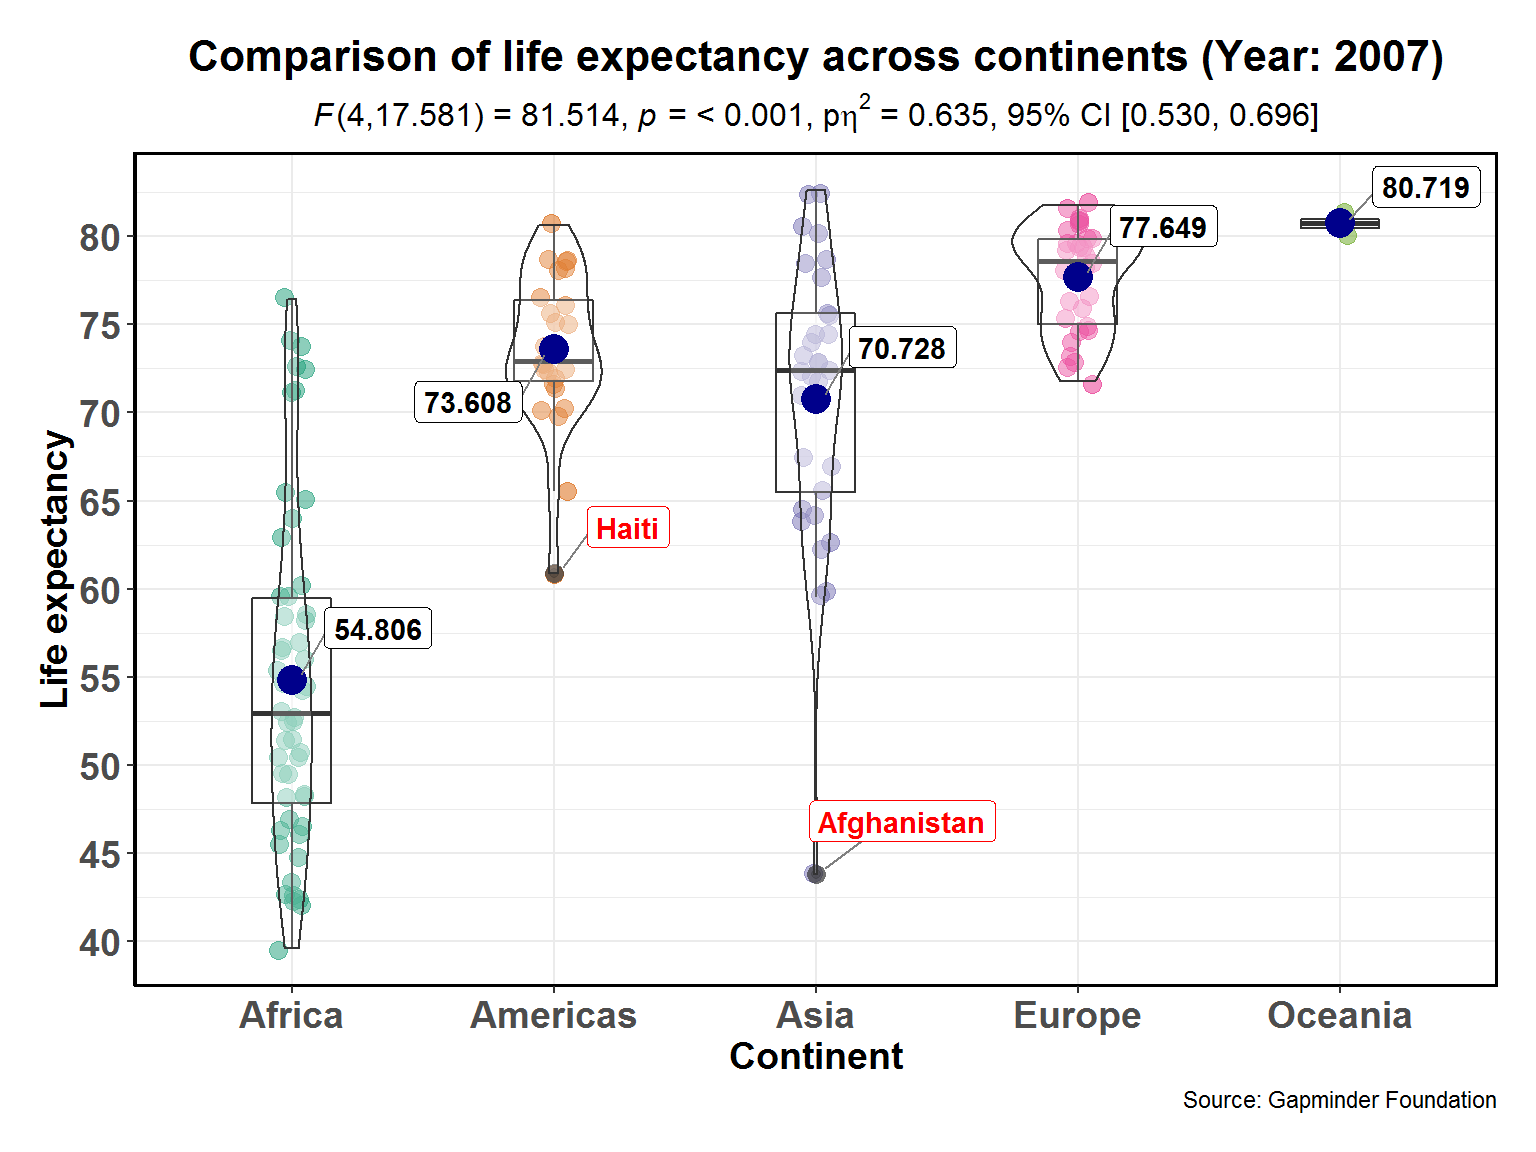 Comparison of life expectancy across continents (Year: 2007)
F(4,17.581) = 81.514, p = < 0.001, pη² = 0.635, 95% CI [0.530, 0.696]
Life expectancy
80
75
70
65
60
55
50
45
40
80.719
77.649
70.728
73.608
Haiti
54.806
Afghanistan
Africa Americas Asia Europe Oceania
Continent
Source: Gapminder Foundation